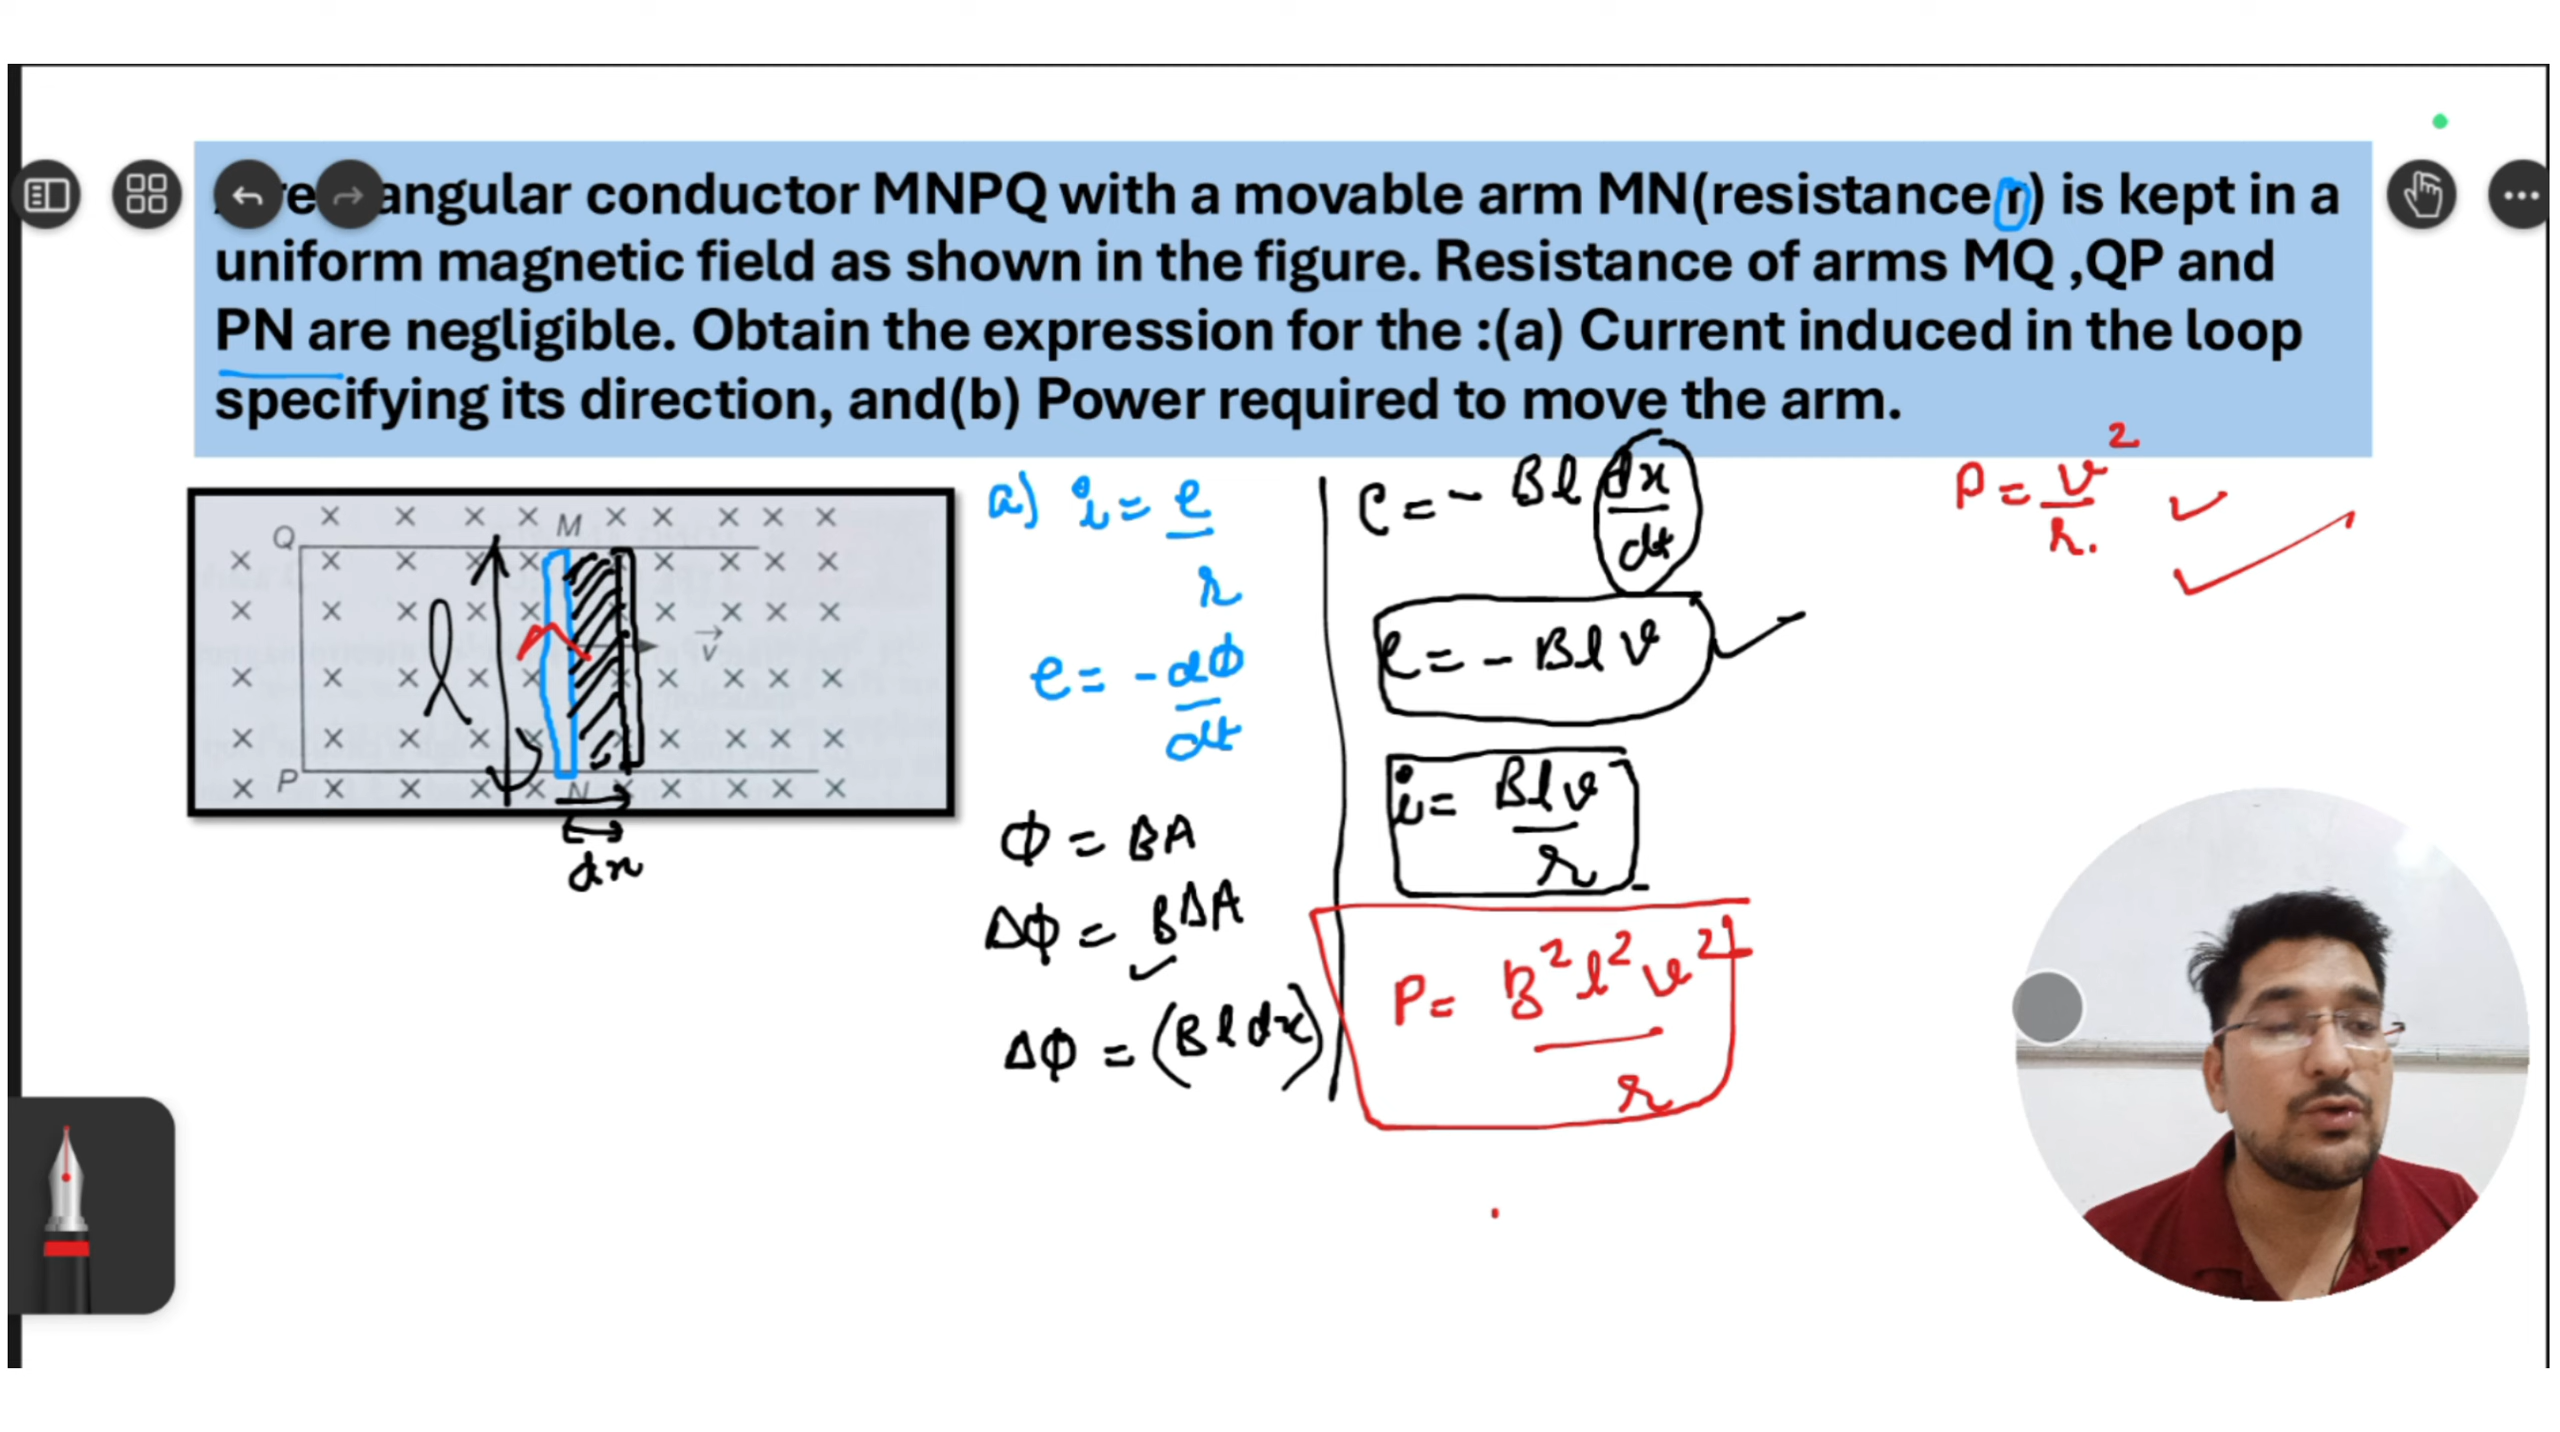 re angular conductor MNPQ with a movable arm MN(resistance r) is kept in a
uniform magnetic field as shown in the figure. Resistance of arms MQ ,QP and
PN are negligible. Obtain the expression for the :(a) Current induced in the loop
specifying its direction, and(b) Power required to move the arm.
Q
M
v
l
P
N
dx
a) i = e/r
e = -dΦ/dt
Φ = BA
ΔΦ = BΔA
ΔΦ = (Bldx)
e = - Bl dx/dt
e = - Blv
i = Blv/r
P = B²l²v²/r
P = v²/r.